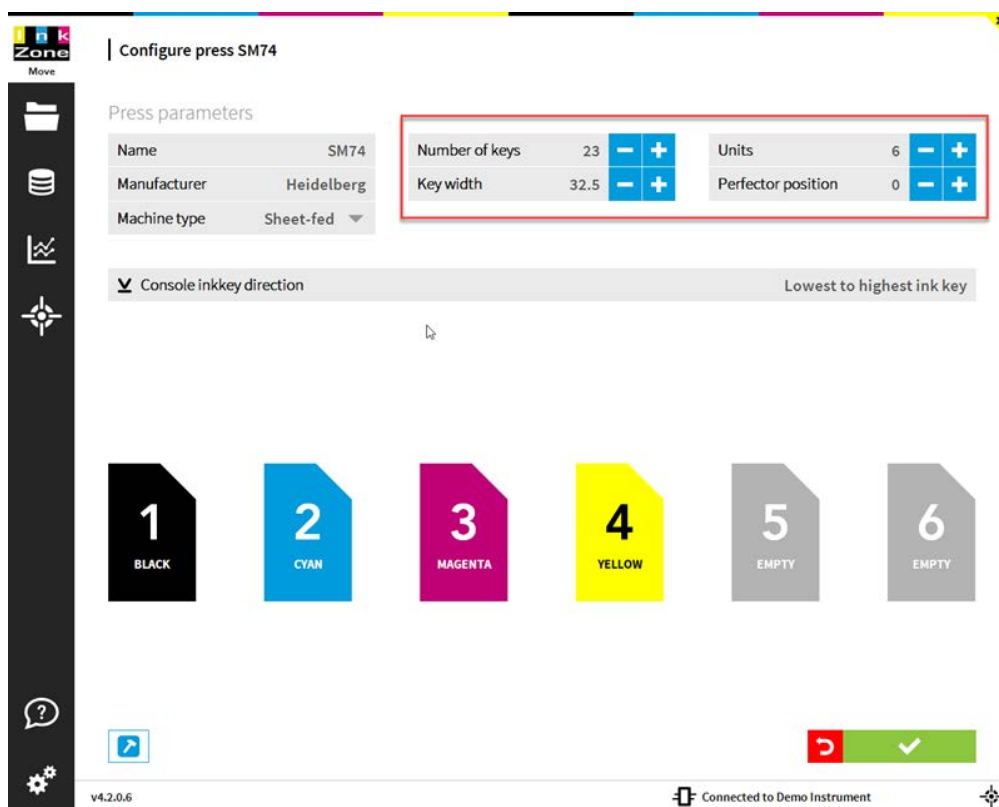 Ink
Zone
Move
Configure press SM74
Press parameters
Name SM74
Manufacturer Heidelberg
Machine type Sheet-fed
Number of keys 23 - +
Key width 32.5 - +
Units 6 - +
Perfector position 0 - +
Console inkkey direction Lowest to highest ink key
1
BLACK
2
CYAN
3
MAGENTA
4
YELLOW
5
EMPTY
6
EMPTY
?
v4.2.0.6 Connected to Demo Instrument